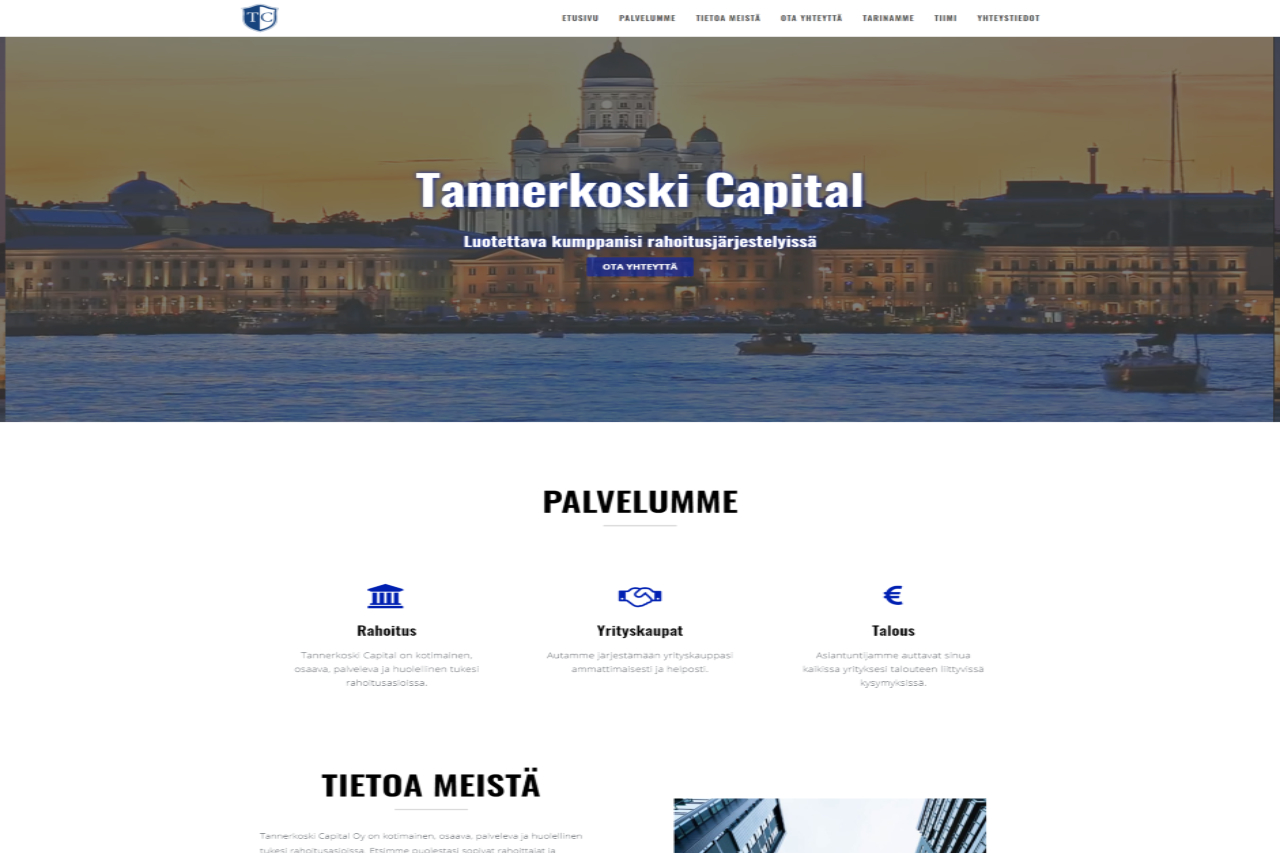 TC
ETUSIVU PALVELUMME TIETOA MEISTÄ OTA YHTEYTTÄ TARINAMME TIIMI YHTEYSTIEDOT
Tannerkoski Capital
Luotettava kumppanisi rahoitusjärjestelyissä
OTA YHTEYTTÄ
PALVELUMME
Rahoitus
Tannerkoski Capital on kotimainen,
osaava, palveleva ja huolellinen tukesi
rahoitusasioissa.
Yrityskaupat
Autamme järjestämään yrityskauppasi
ammattimaisesti ja helposti.
Talous
Asiantuntijamme auttavat sinua
kaikissa yrityksesi talouteen liittyvissä
kysymyksissä.
TIETOA MEISTÄ
Tannerkoski Capital Oy on kotimainen, osaava, palveleva ja huolellinen
tukesi rahoitusasioissa. Etsimme puolestasi sopivat rahoittajat ja